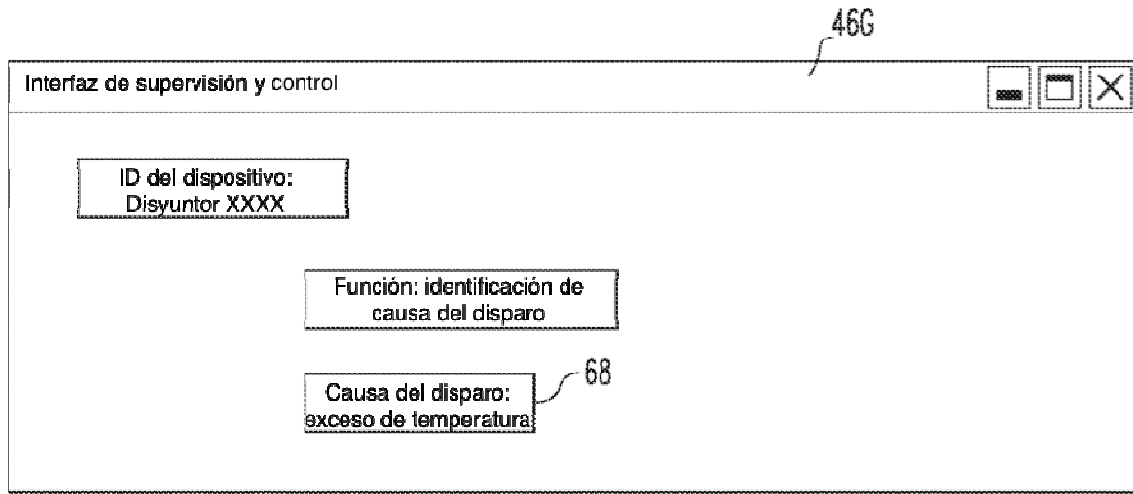 46G
Interfaz de supervisión y control
ID del dispositivo:
Disyuntor XXXX
Función: identificación de
causa del disparo
Causa del disparo:
exceso de temperatura
68